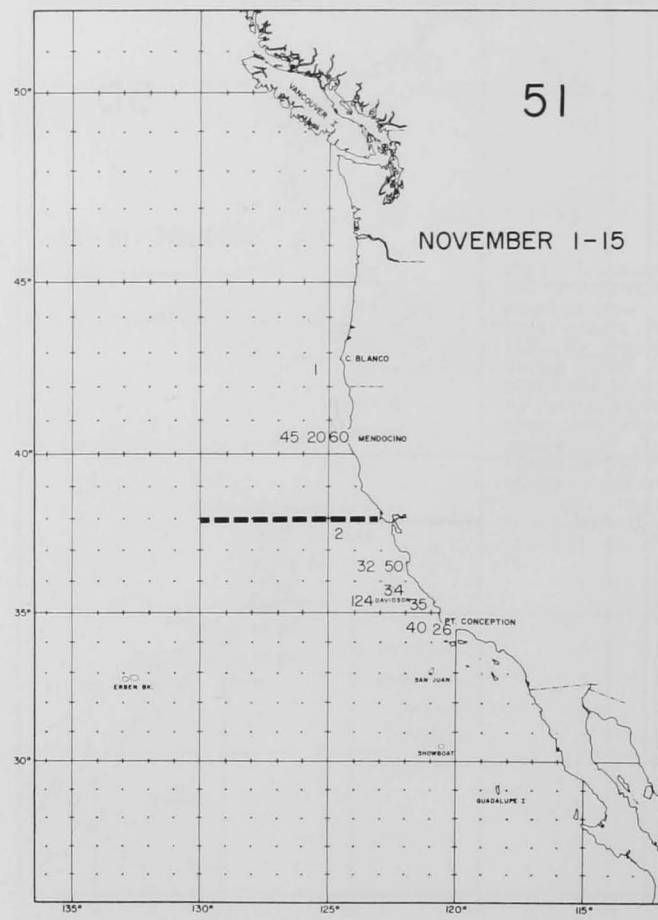 50°
VANCOUVER I.
51
NOVEMBER 1-15
45°
C. BLANCO
1
45 20 60 MENDOCINO
40°
2
32 50
34
124 DAVIDSON 35
35°
PT. CONCEPTION
40 26
ERBEN BK.
SAN JUAN
SHOWBOAT
30°
GUADALUPE I
135° 130° 125° 120° 115°